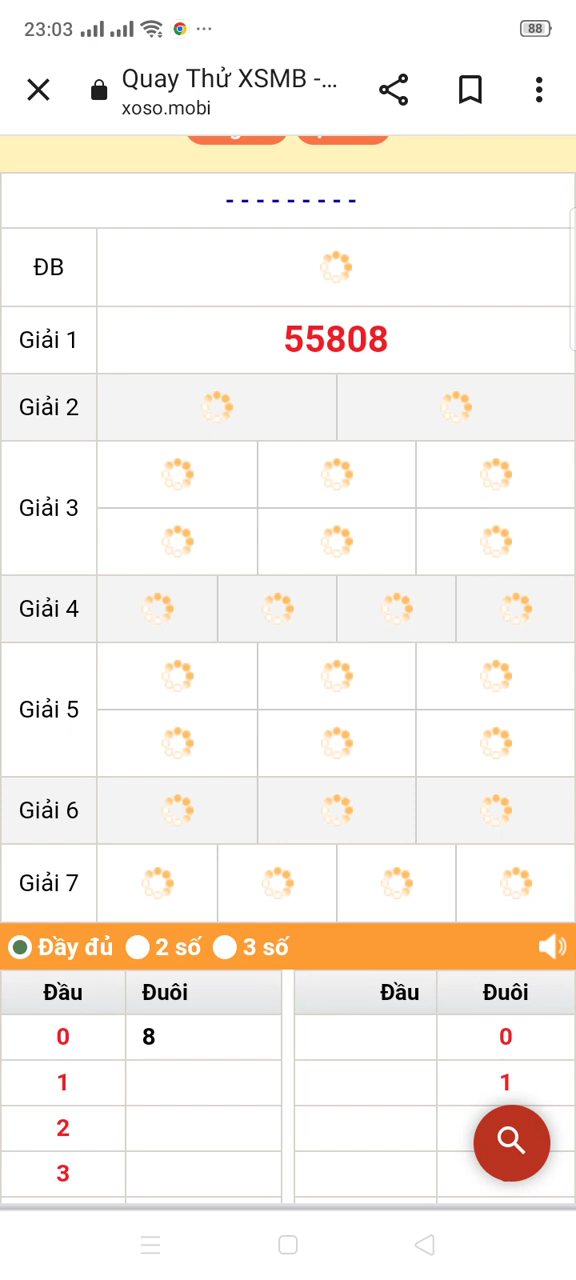 23:03
88
Quay Thử XSMB -...
xoso.mobi
---------
ĐB
Giải 1 55808
Giải 2
Giải 3
Giải 4
Giải 5
Giải 6
Giải 7
Đầy đủ 2 số 3 số
Đầu Đuôi Đầu Đuôi
0 8 0
1 1
2
3